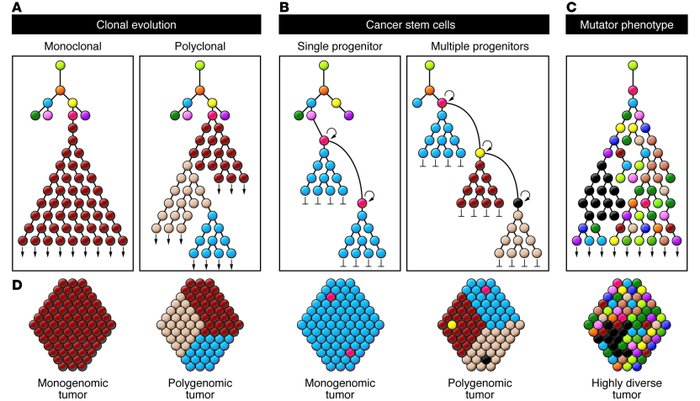 A
B
C
Clonal evolution
Cancer stem cells
Mutator phenotype
Monoclonal
Polyclonal
Single progenitor
Multiple progenitors
D
Monogenomic
tumor
Polygenomic
tumor
Monogenomic
tumor
Polygenomic
tumor
Highly diverse
tumor